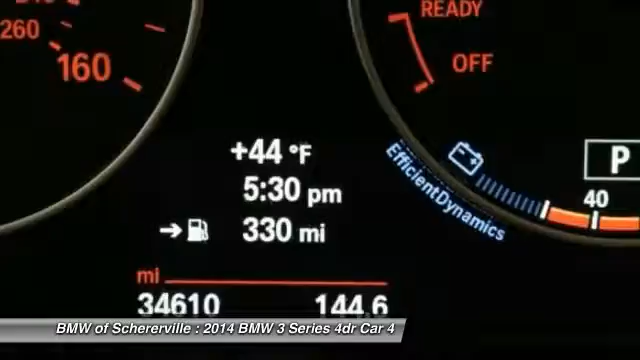 240
260
160
READY
OFF
+44 °F
5:30 pm
330 mi
EfficientDynamics
P
40
mi
34610 144.6
BMW of Schererville : 2014 BMW 3 Series 4dr Car 4